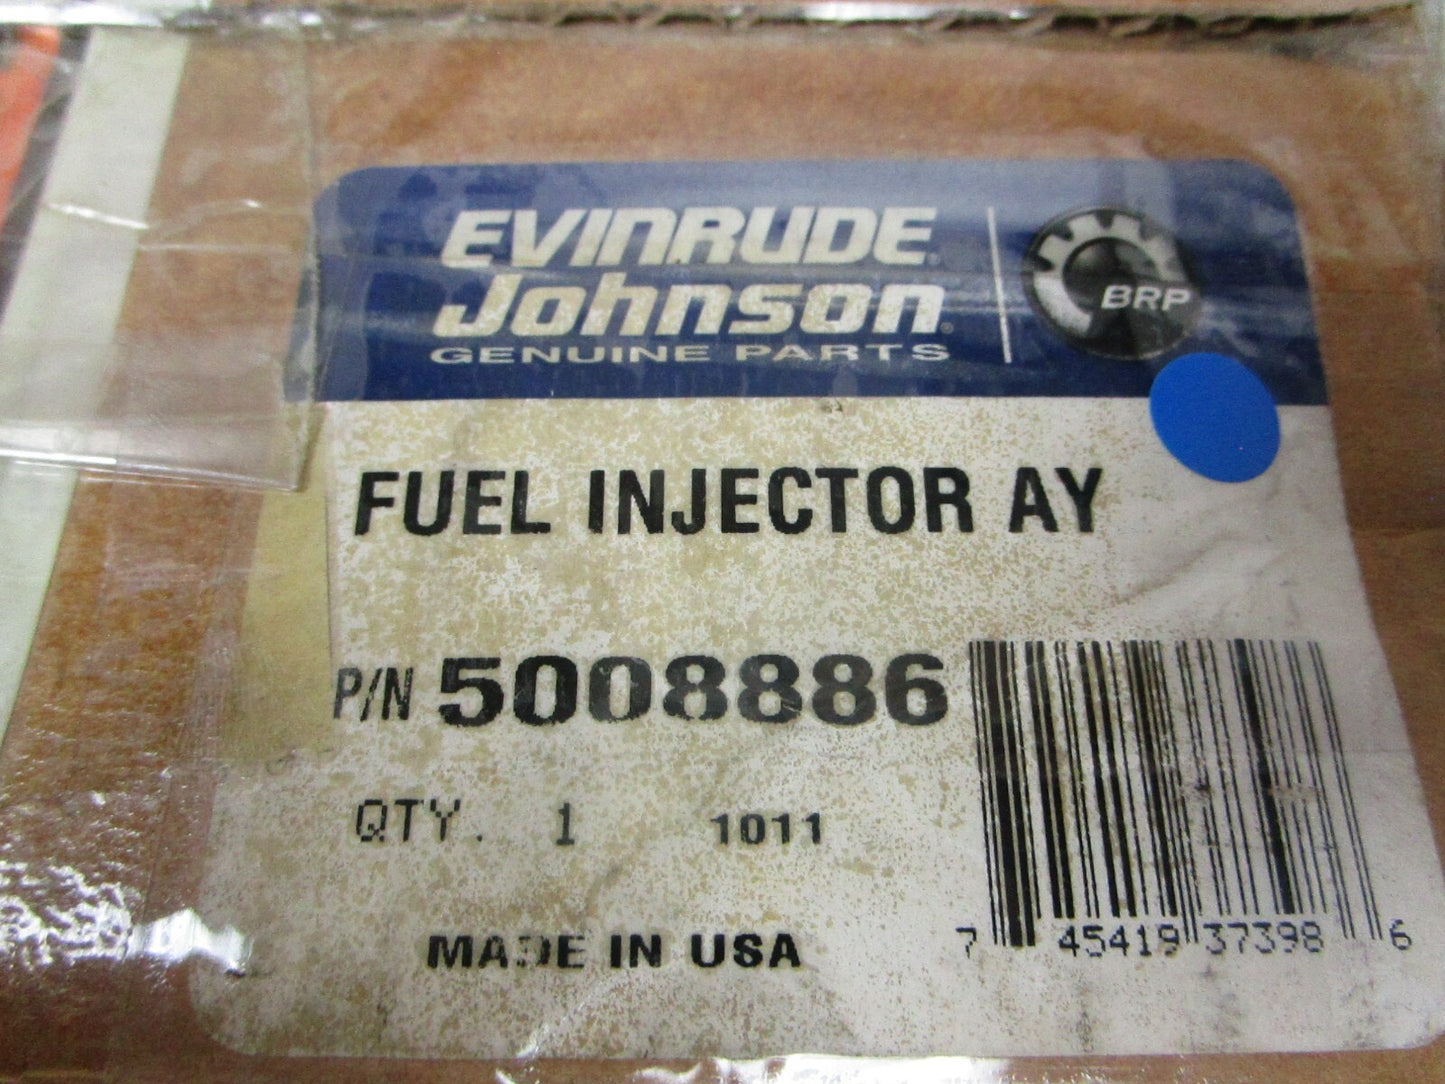 EVINRUDE
Johnson
GENUINE PARTS
BRP
FUEL INJECTOR AY
P/N 5008886
QTY. 1 1011
MADE IN USA
7 45419 37398 6